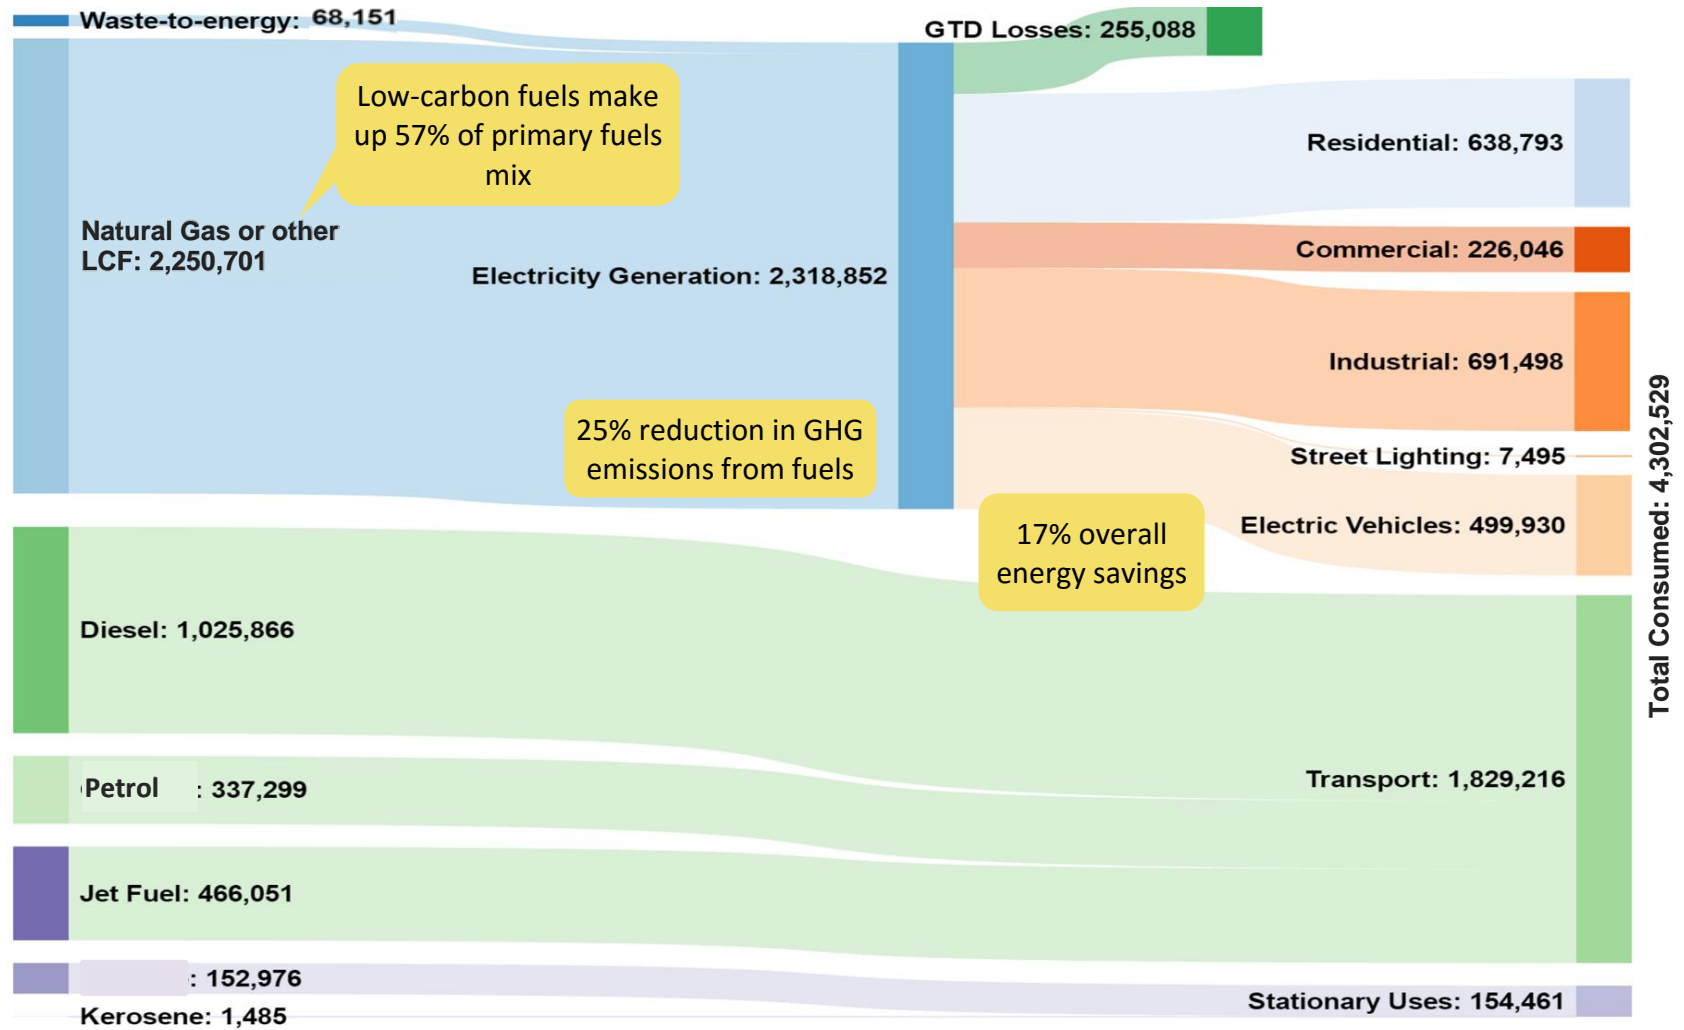 Waste-to-energy: 68,151
GTD Losses: 255,088
Low-carbon fuels make
up 57% of primary fuels
mix
Residential: 638,793
Natural Gas or other
LCF: 2,250,701
Commercial: 226,046
Electricity Generation: 2,318,852
Industrial: 691,498
25% reduction in GHG
emissions from fuels
Street Lighting: 7,495
17% overall
energy savings
Electric Vehicles: 499,930
Total Consumed: 4,302,529
Diesel: 1,025,866
Petrol : 337,299
Transport: 1,829,216
Jet Fuel: 466,051
: 152,976
Stationary Uses: 154,461
Kerosene: 1,485